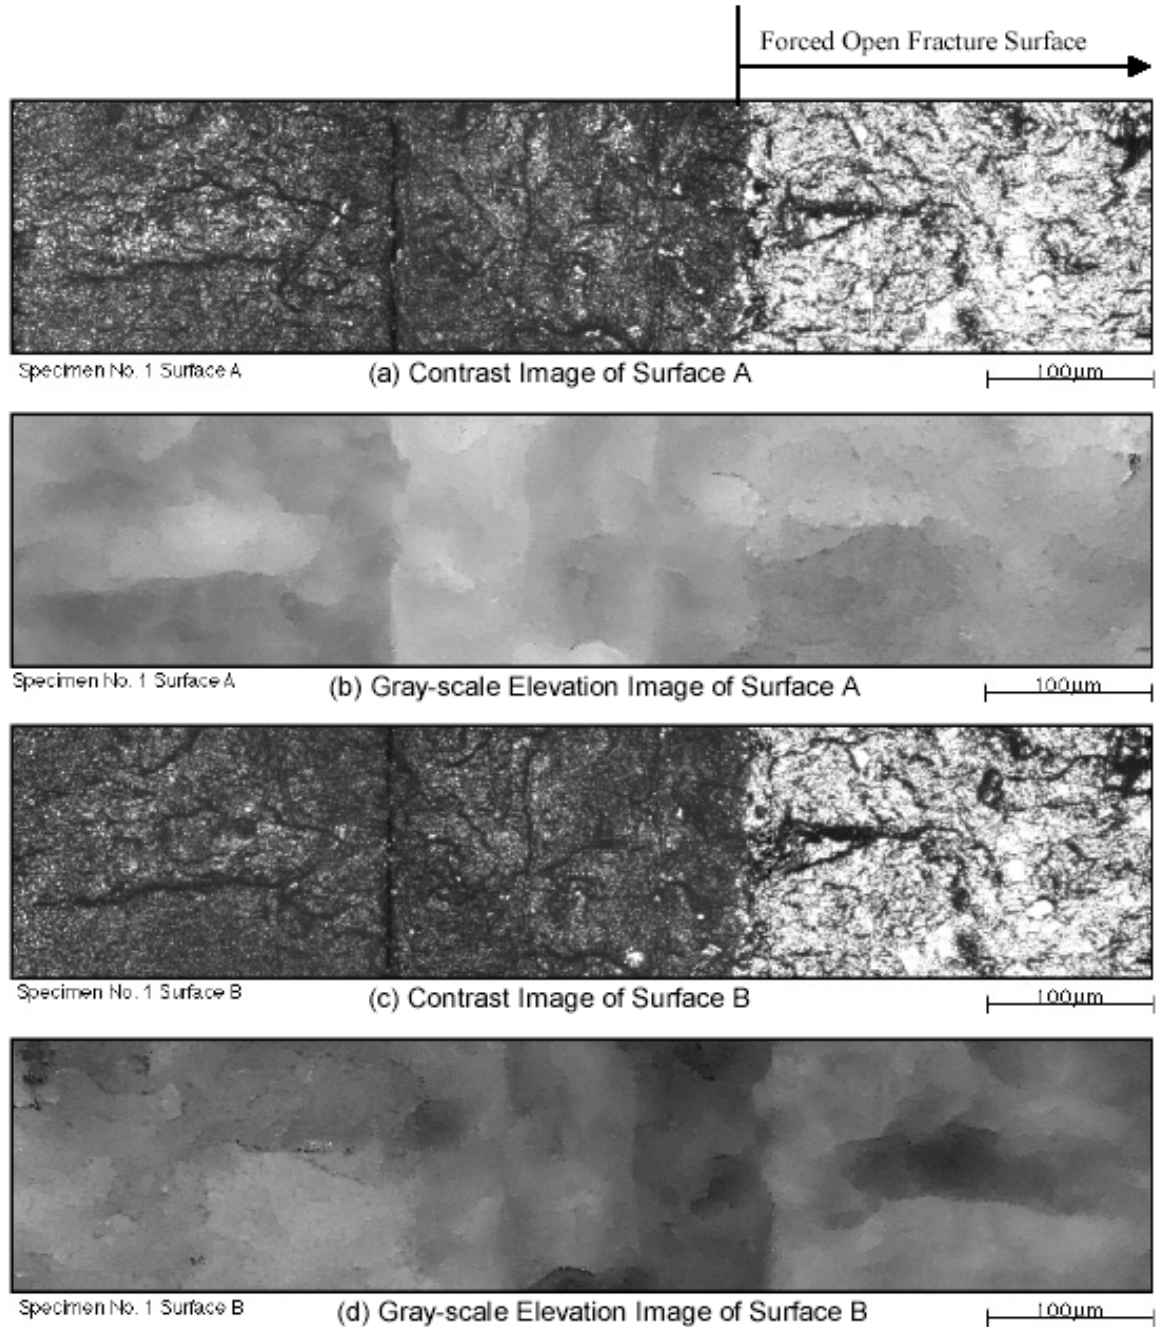 Forced Open Fracture Surface
Specimen No. 1 Surface A
(a) Contrast Image of Surface A
100µm
Specimen No. 1 Surface A
(b) Gray-scale Elevation Image of Surface A
100µm
Specimen No. 1 Surface B
(c) Contrast Image of Surface B
100µm
Specimen No. 1 Surface B
(d) Gray-scale Elevation Image of Surface B
100µm